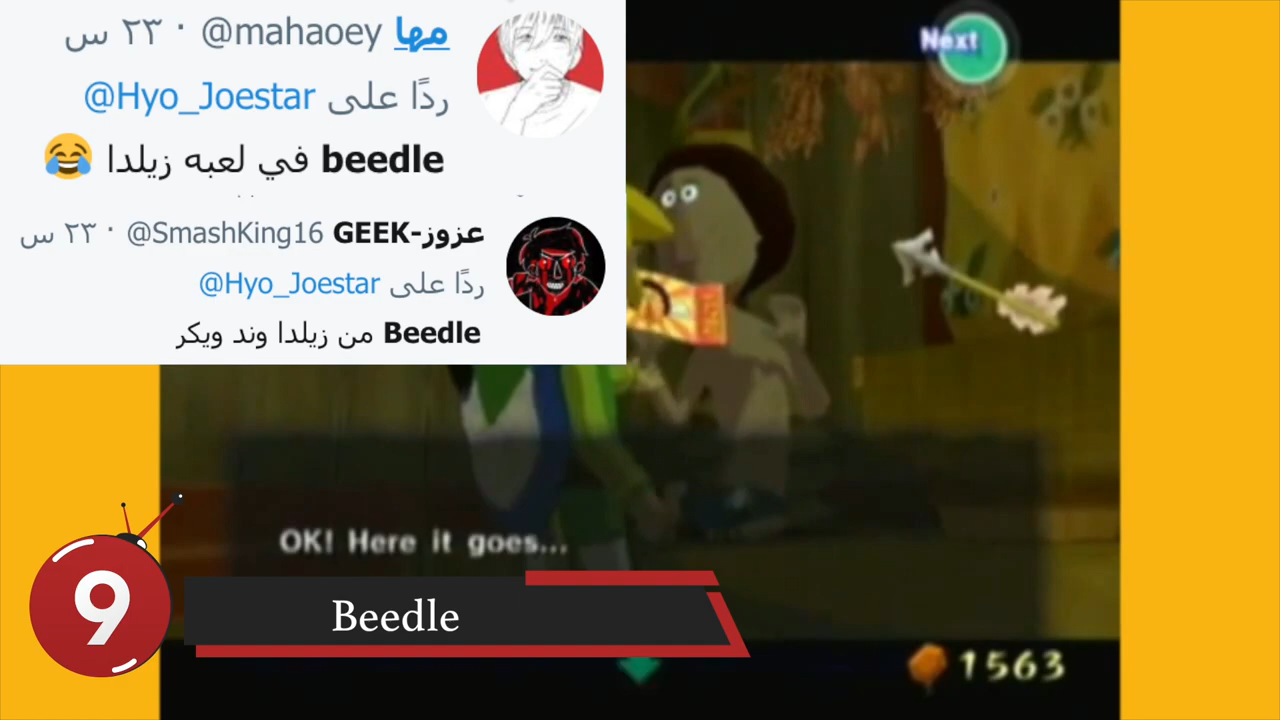 مها @mahaoey · ٢٣ س
ردًا على @Hyo_Joestar
beedle في لعبه زيلدا 😂
عزوز-GEEK @SmashKing16 · ٢٣ س
ردًا على @Hyo_Joestar
Beedle من زيلدا وند ويكر
Next
OK! Here it goes...
9
Beedle
1563